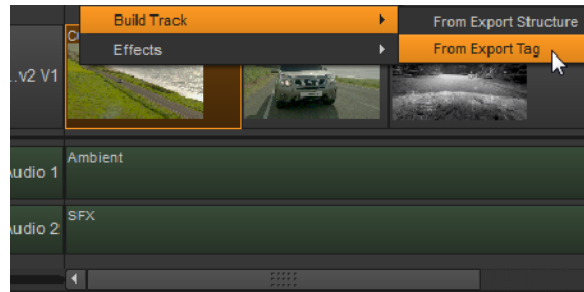 Build Track
From Export Structure
Effects
From Export Tag
...v2 V1
Audio 1
Ambient
Audio 2
SFX